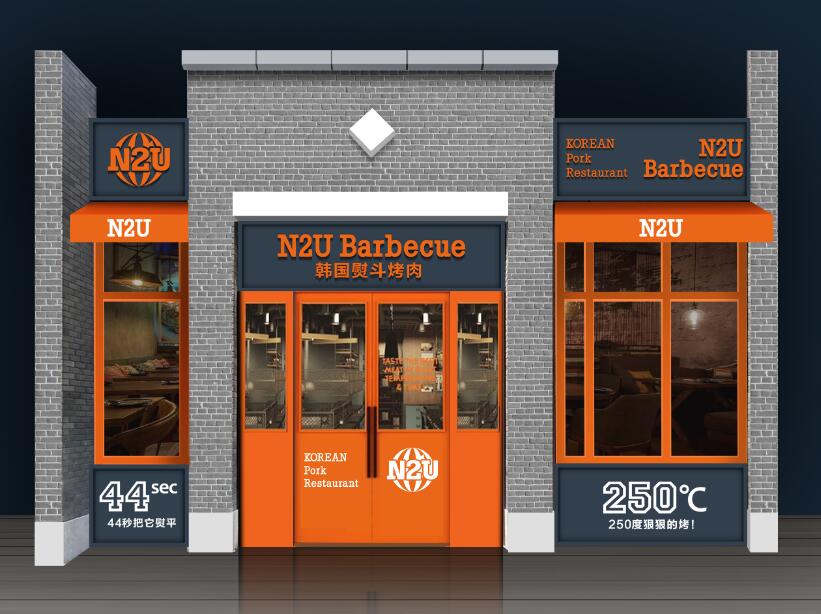 N2U
KOREAN
Pork
Restaurant
N2U
Barbecue
N2U
N2U
N2U Barbecue
韩国熨斗烤肉
KOREAN
Pork
Restaurant
N2U
44sec
44秒把它熨平
250℃
250度狠狠的烤!